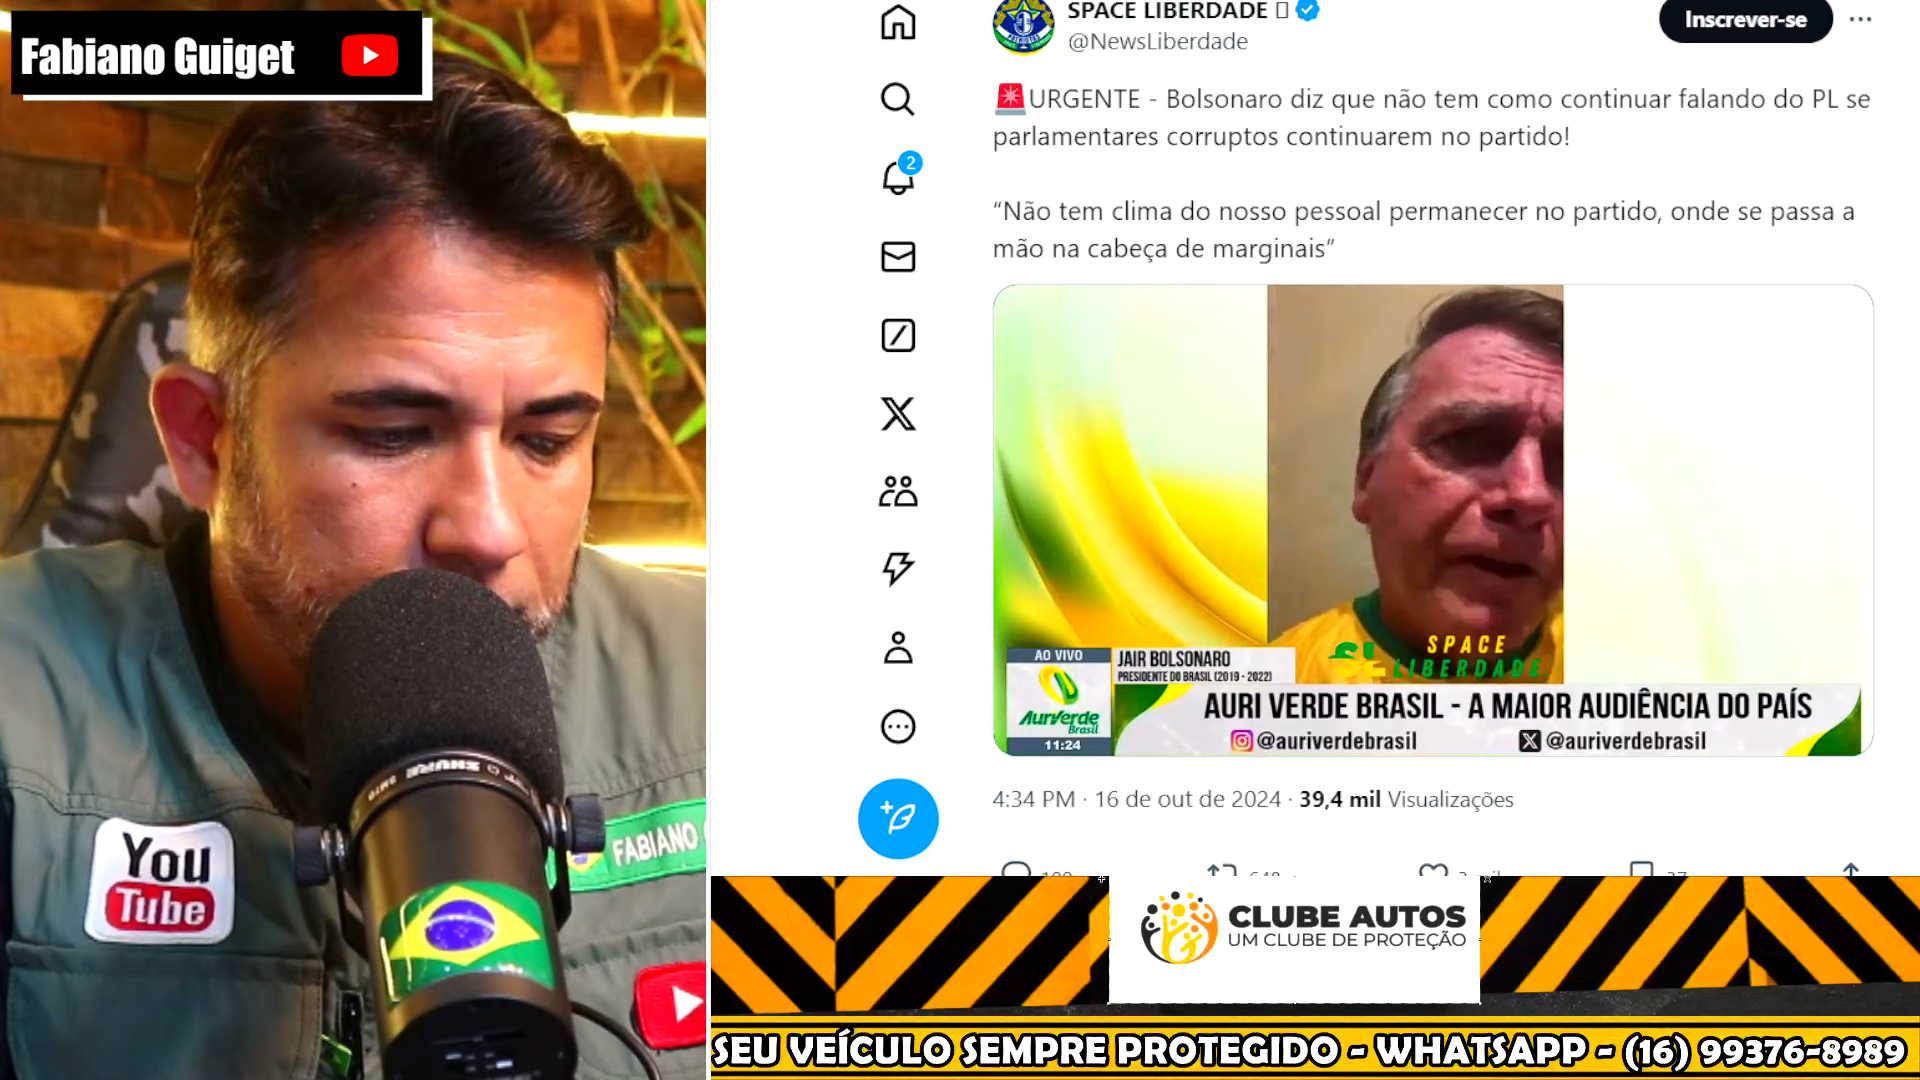 Fabiano Guiget
SPACE LIBERDADE
@NewsLiberdade
Inscrever-se
2
URGENTE - Bolsonaro diz que não tem como continuar falando do PL se
parlamentares corruptos continuarem no partido!
“Não tem clima do nosso pessoal permanecer no partido, onde se passa a
mão na cabeça de marginais”
SPACE
LIBERDADE
AO VIVO
JAIR BOLSONARO
PRESIDENTE DO BRASIL (2019 - 2022)
AurVerde
Brasil
11:24
AURI VERDE BRASIL - A MAIOR AUDIÊNCIA DO PAÍS
@auriverdebrasil
@auriverdebrasil
4:34 PM · 16 de out de 2024 · 39,4 mil Visualizações
SHURE
You
Tube
FABIANO
CLUBE AUTOS
UM CLUBE DE PROTEÇÃO
SEU VEÍCULO SEMPRE PROTEGIDO - WHATSAPP - (16) 99376-8989